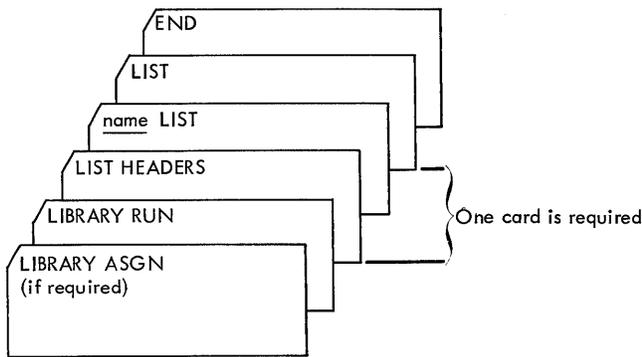 END
LIST
name LIST
LIST HEADERS
LIBRARY RUN
LIBRARY ASGN
(if required)
One card is required